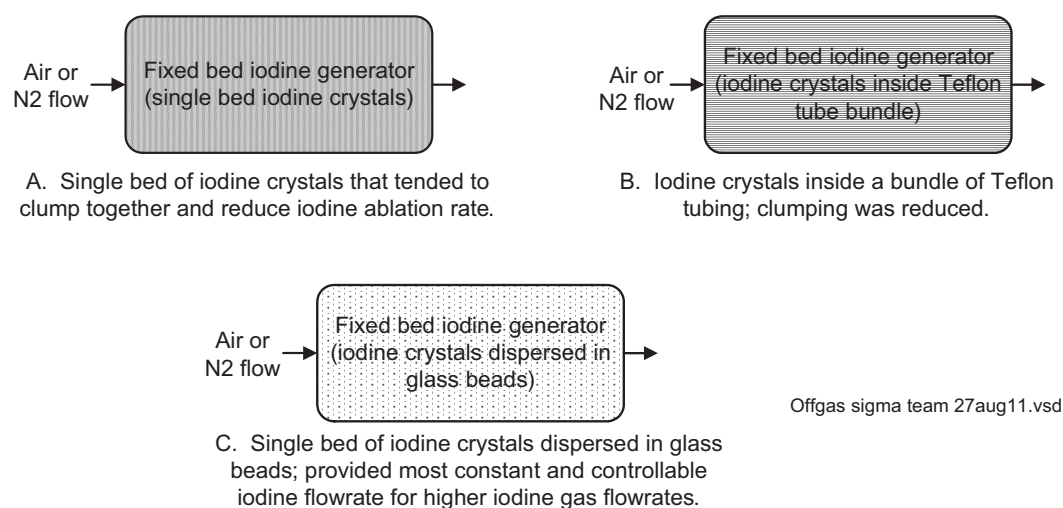 Air or
N2 flow
Fixed bed iodine generator
(single bed iodine crystals)
A. Single bed of iodine crystals that tended to
clump together and reduce iodine ablation rate.
Air or
N2 flow
Fixed bed iodine generator
(iodine crystals inside Teflon
tube bundle)
B. Iodine crystals inside a bundle of Teflon
tubing; clumping was reduced.
Air or
N2 flow
Fixed bed iodine generator
(iodine crystals dispersed in
glass beads)
Offgas sigma team 27aug11.vsd
C. Single bed of iodine crystals dispersed in glass
beads; provided most constant and controllable
iodine flowrate for higher iodine gas flowrates.